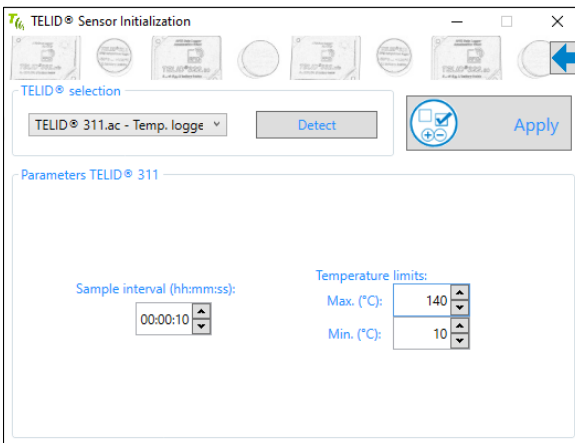 TELID® Sensor Initialization
TELID® selection
TELID® 311.ac - Temp. logge
Detect
Apply
Parameters TELID® 311
Sample interval (hh:mm:ss):
00:00:10
Temperature limits:
Max. (°C): 140
Min. (°C): 10